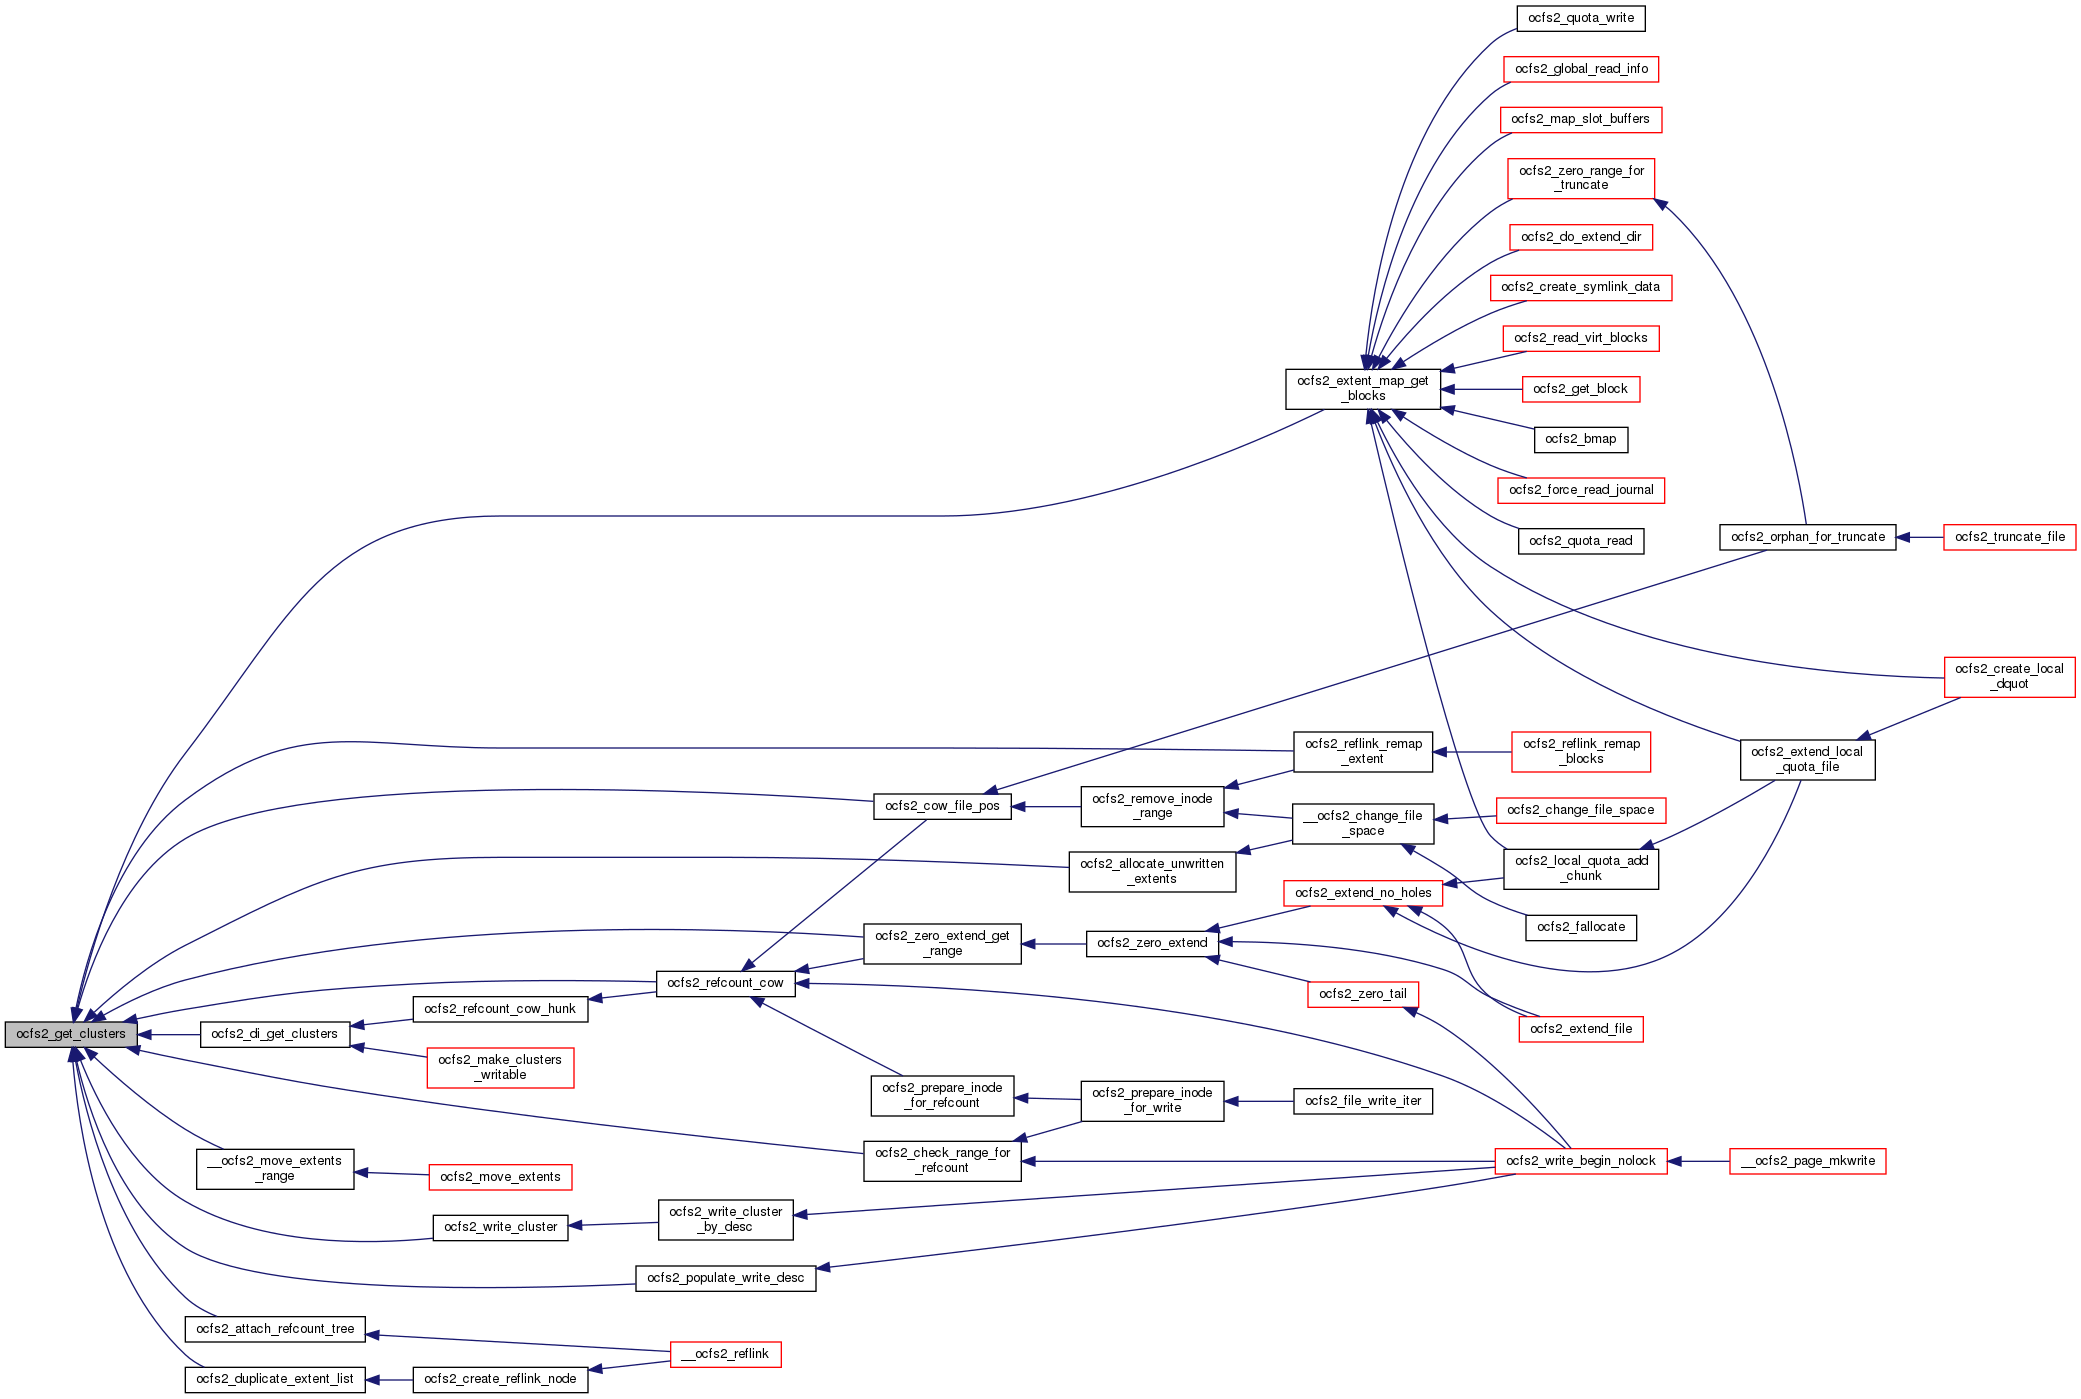 ocfs2_quota_write
ocfs2_global_read_info
ocfs2_map_slot_buffers
ocfs2_zero_range_for
_truncate
ocfs2_do_extend_dir
ocfs2_create_symlink_data
ocfs2_read_virt_blocks
ocfs2_extent_map_get
_blocks
ocfs2_get_block
ocfs2_bmap
ocfs2_force_read_journal
ocfs2_quota_read
ocfs2_orphan_for_truncate
ocfs2_truncate_file
ocfs2_create_local
_dquot
ocfs2_reflink_remap
_extent
ocfs2_reflink_remap
_blocks
ocfs2_extend_local
_quota_file
ocfs2_cow_file_pos
ocfs2_remove_inode
_range
__ocfs2_change_file
_space
ocfs2_change_file_space
ocfs2_allocate_unwritten
_extents
ocfs2_local_quota_add
_chunk
ocfs2_extend_no_holes
ocfs2_fallocate
ocfs2_zero_extend_get
_range
ocfs2_zero_extend
ocfs2_refcount_cow
ocfs2_zero_tail
ocfs2_refcount_cow_hunk
ocfs2_get_clusters
ocfs2_di_get_clusters
ocfs2_extend_file
ocfs2_make_clusters
_writable
ocfs2_prepare_inode
_for_refcount
ocfs2_prepare_inode
_for_write
ocfs2_file_write_iter
ocfs2_check_range_for
_refcount
ocfs2_write_begin_nolock
__ocfs2_page_mkwrite
__ocfs2_move_extents
_range
ocfs2_move_extents
ocfs2_write_cluster
ocfs2_write_cluster
_by_desc
ocfs2_populate_write_desc
ocfs2_attach_refcount_tree
__ocfs2_reflink
ocfs2_duplicate_extent_list
ocfs2_create_reflink_node